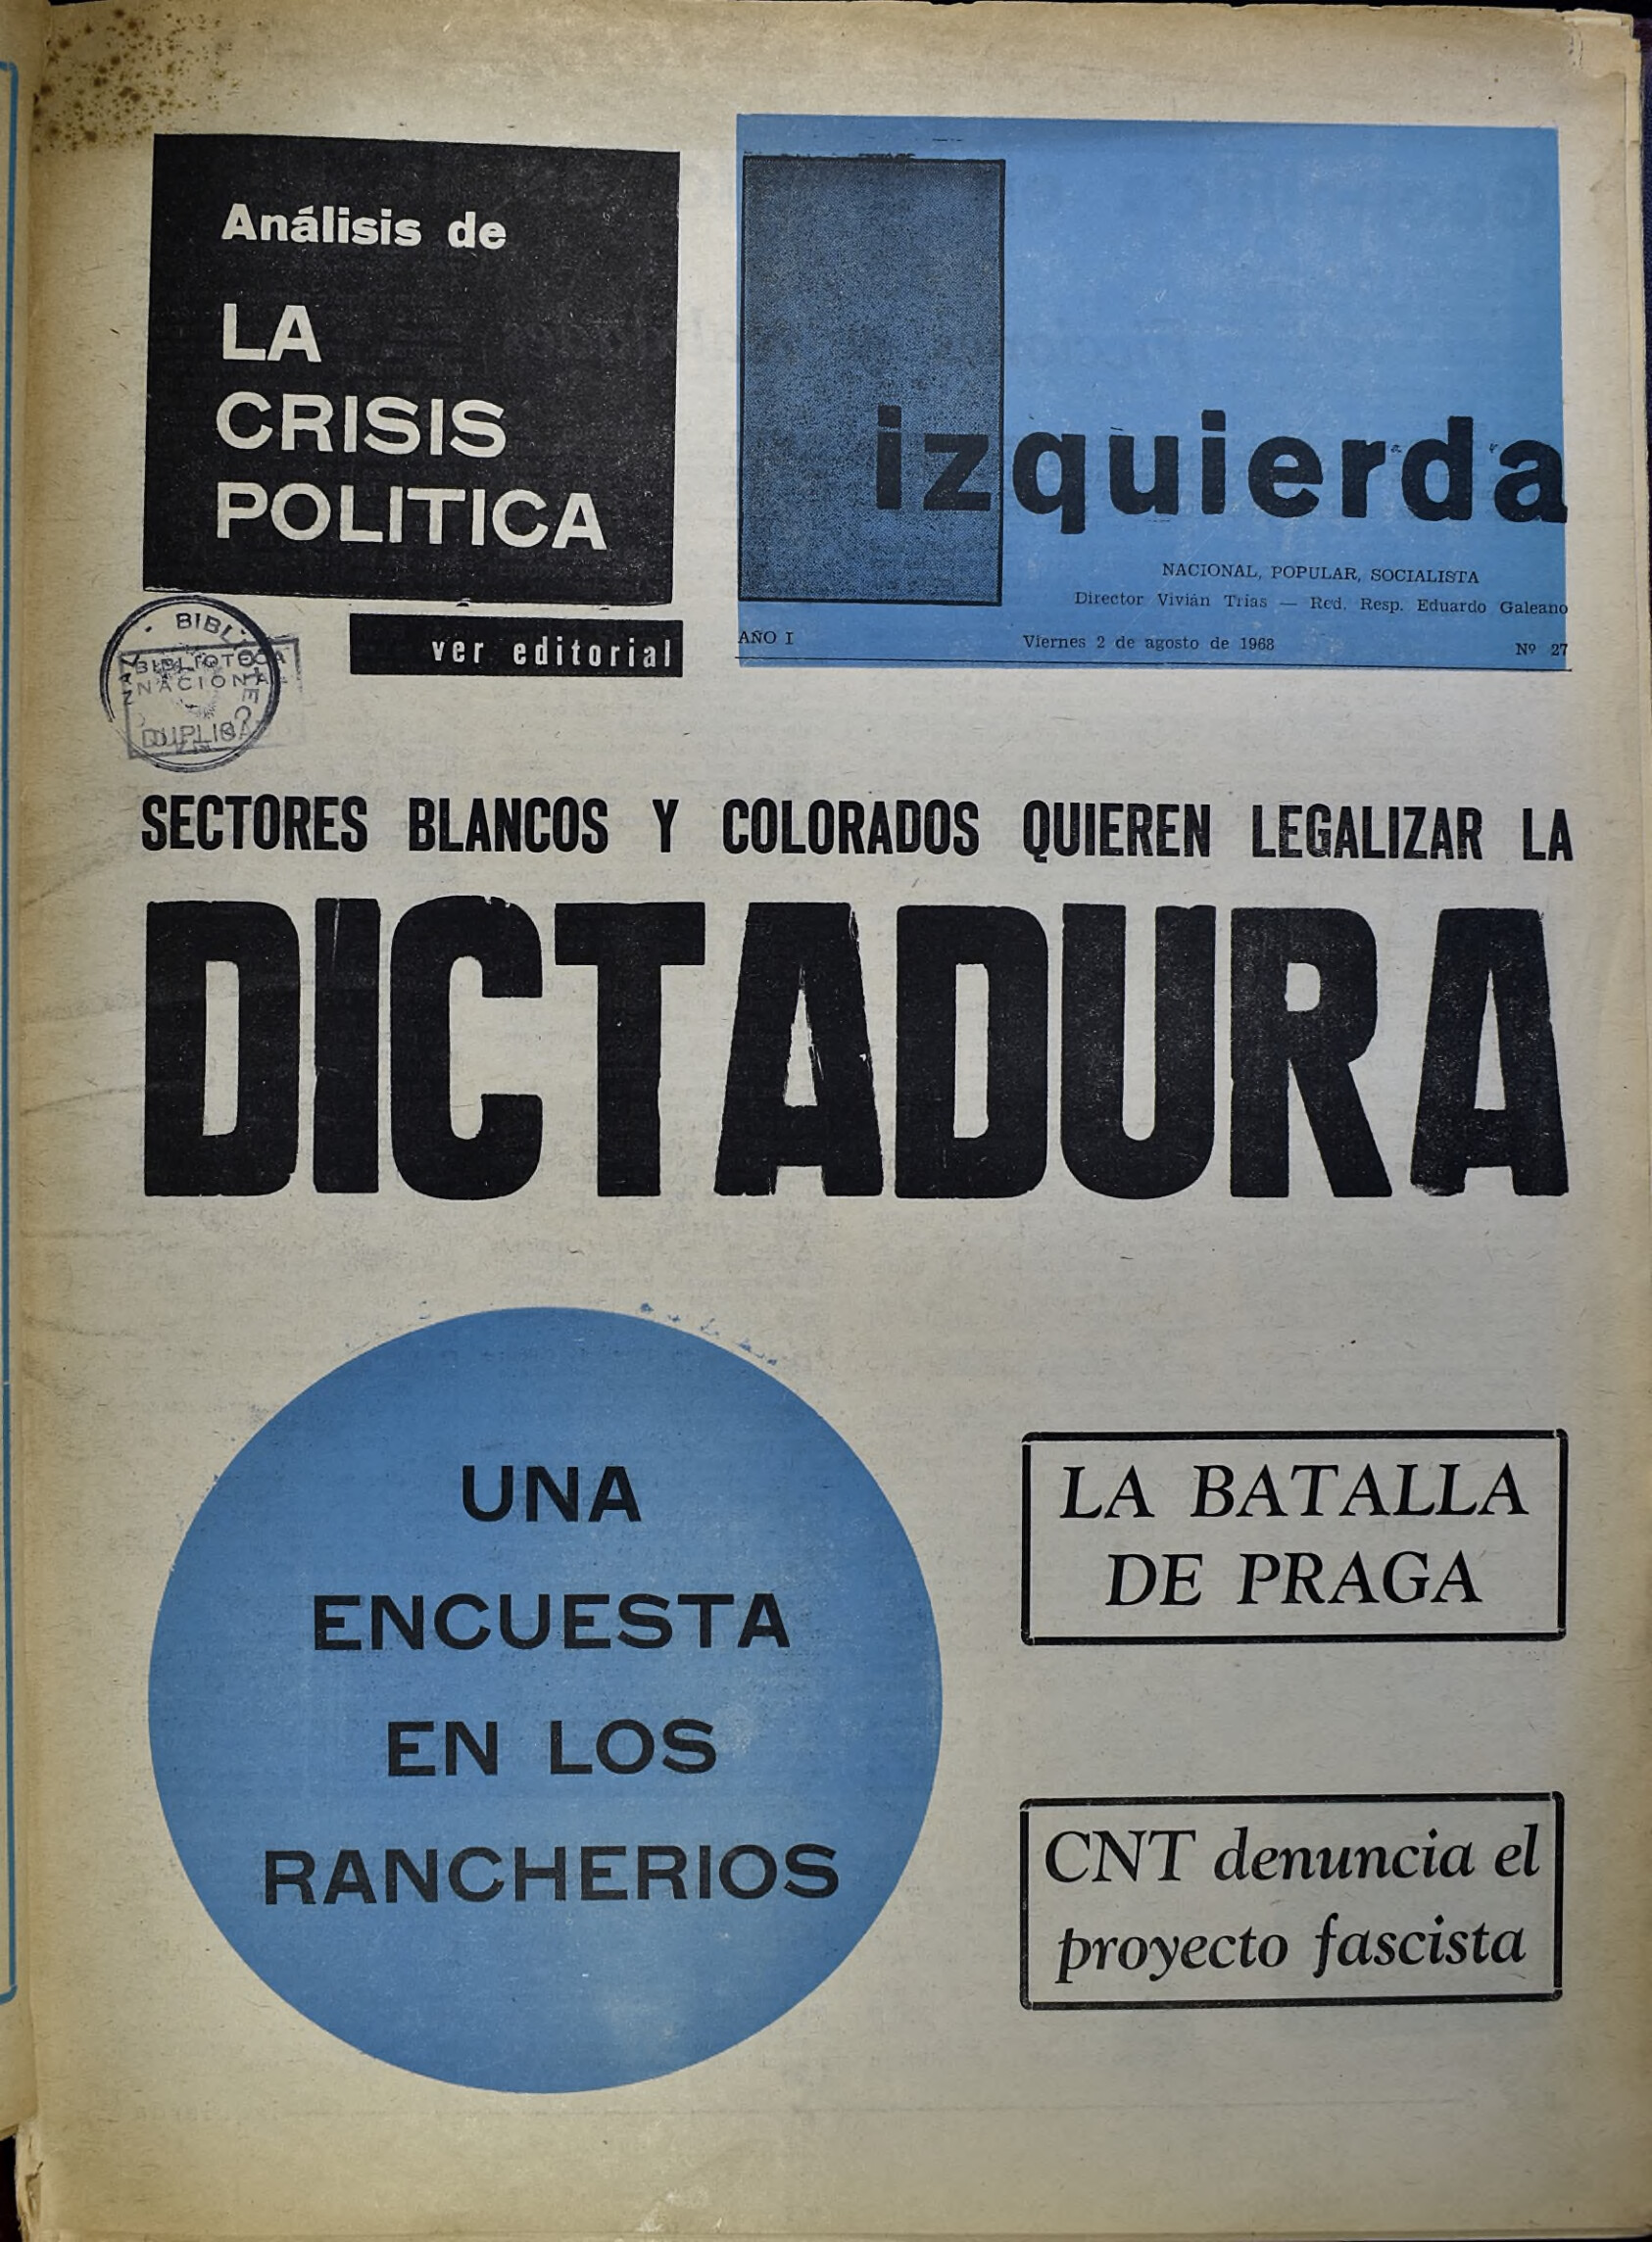 Análisis de
LA
CRISIS
POLITICA
ver editorial
izquierda
NACIONAL, POPULAR, SOCIALISTA
Director Vivián Trías — Red. Resp. Eduardo Galeano
AÑO I
Viernes 2 de agosto de 1968
Nº 27
BIBLIOTECA
NACIONAL
SECTORES BLANCOS Y COLORADOS QUIEREN LEGALIZAR LA
DICTADURA
UNA
ENCUESTA
EN LOS
RANCHERIOS
LA BATALLA
DE PRAGA
CNT denuncia el
proyecto fascista